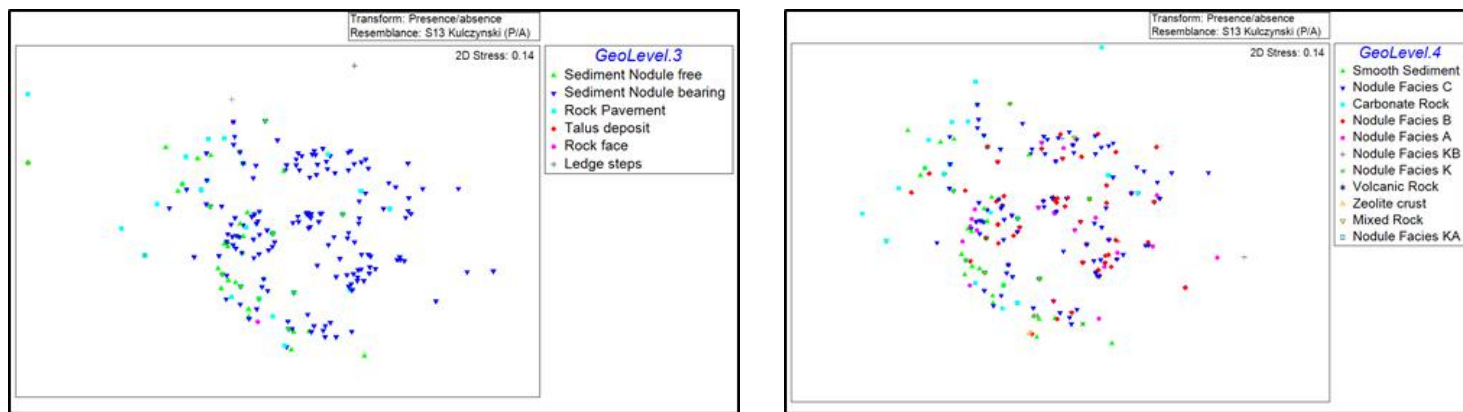 Transform: Presence/absence
Resemblance: S13 Kulczynski (P/A)
2D Stress: 0.14
GeoLevel.3
Sediment Nodule free
Sediment Nodule bearing
Rock Pavement
Talus deposit
Rock face
Ledge steps
Transform: Presence/absence
Resemblance: S13 Kulczynski (P/A)
2D Stress: 0.14
GeoLevel.4
Smooth Sediment
Nodule Facies C
Carbonate Rock
Nodule Facies B
Nodule Facies A
Nodule Facies KB
Nodule Facies K
Volcanic Rock
Zeolite crust
Mixed Rock
Nodule Facies KA